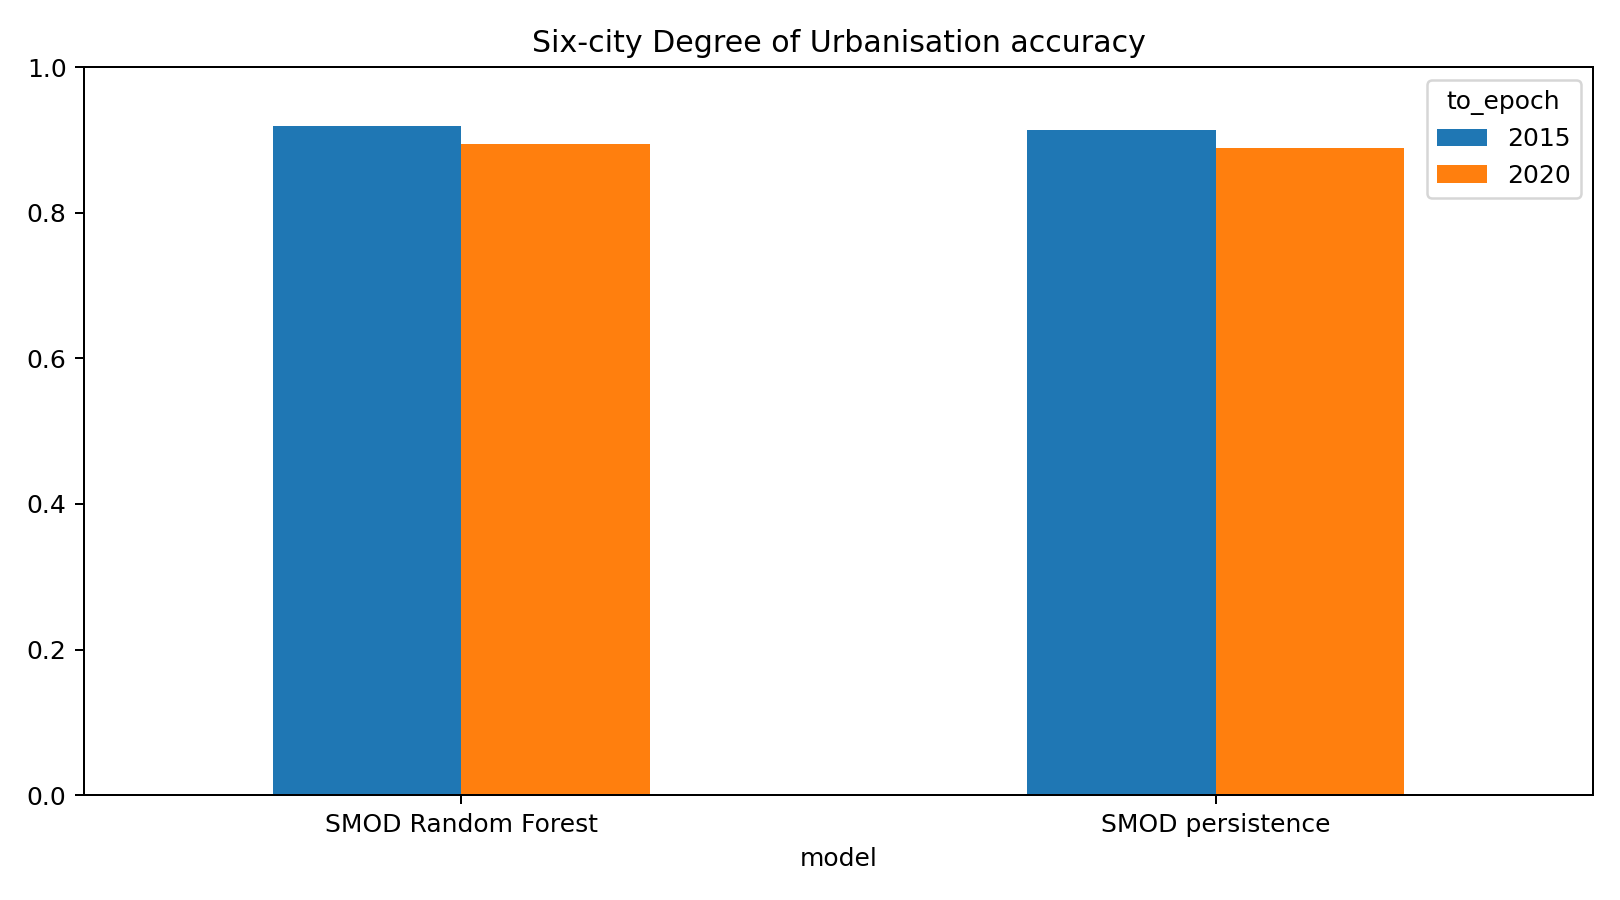 Six-city Degree of Urbanisation accuracy
1.0
0.8
0.6
0.4
0.2
0.0
to_epoch
2015
2020
SMOD Random Forest
SMOD persistence
model